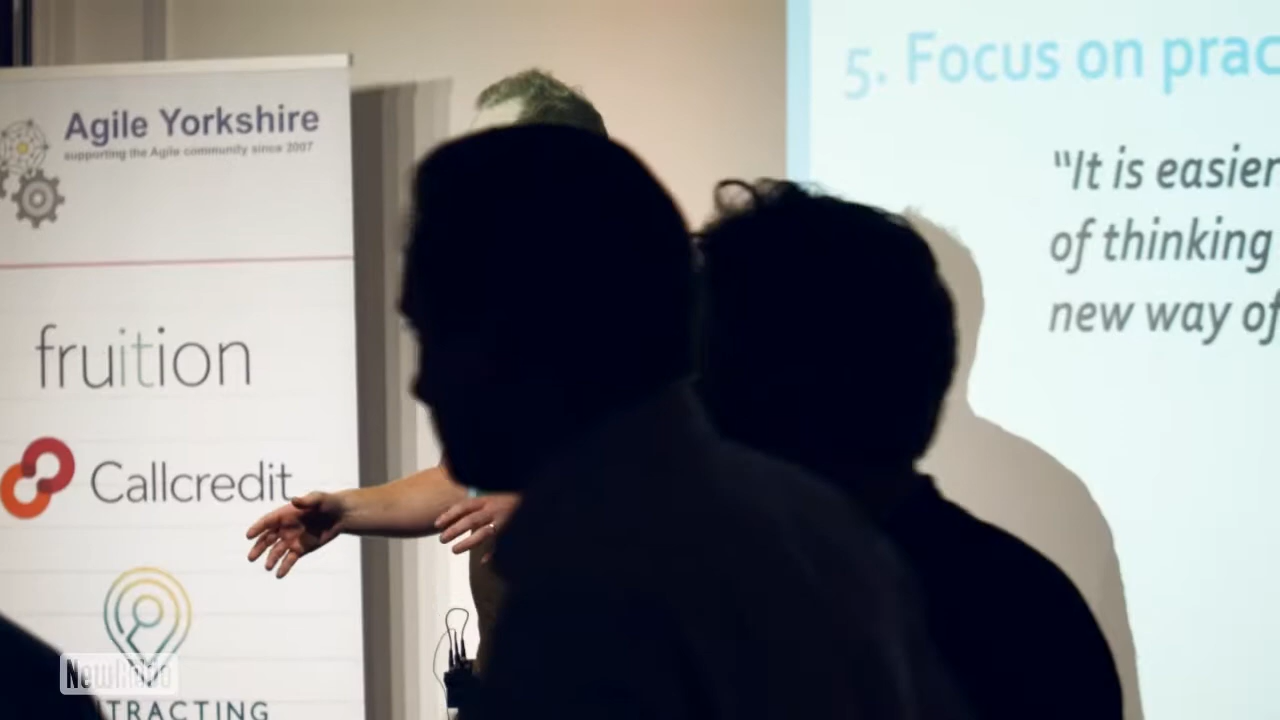 Agile Yorkshire
supporting the Agile community since 2007
fruition
Callcredit
TRACTING
5. Focus on prac
"It is easier
of thinking
new way of